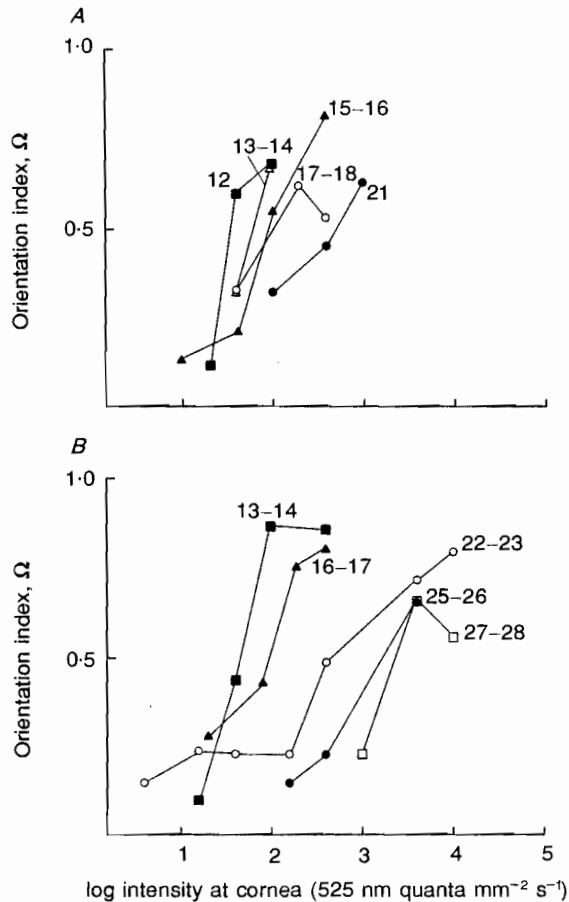 A
1·0
15–16
13–14
12
17–18
21
0·5
Orientation index, Ω
B
1·0
13–14
22–23
16–17
25–26
27–28
0·5
Orientation index, Ω
1 2 3 4 5
log intensity at cornea (525 nm quanta mm⁻² s⁻¹)